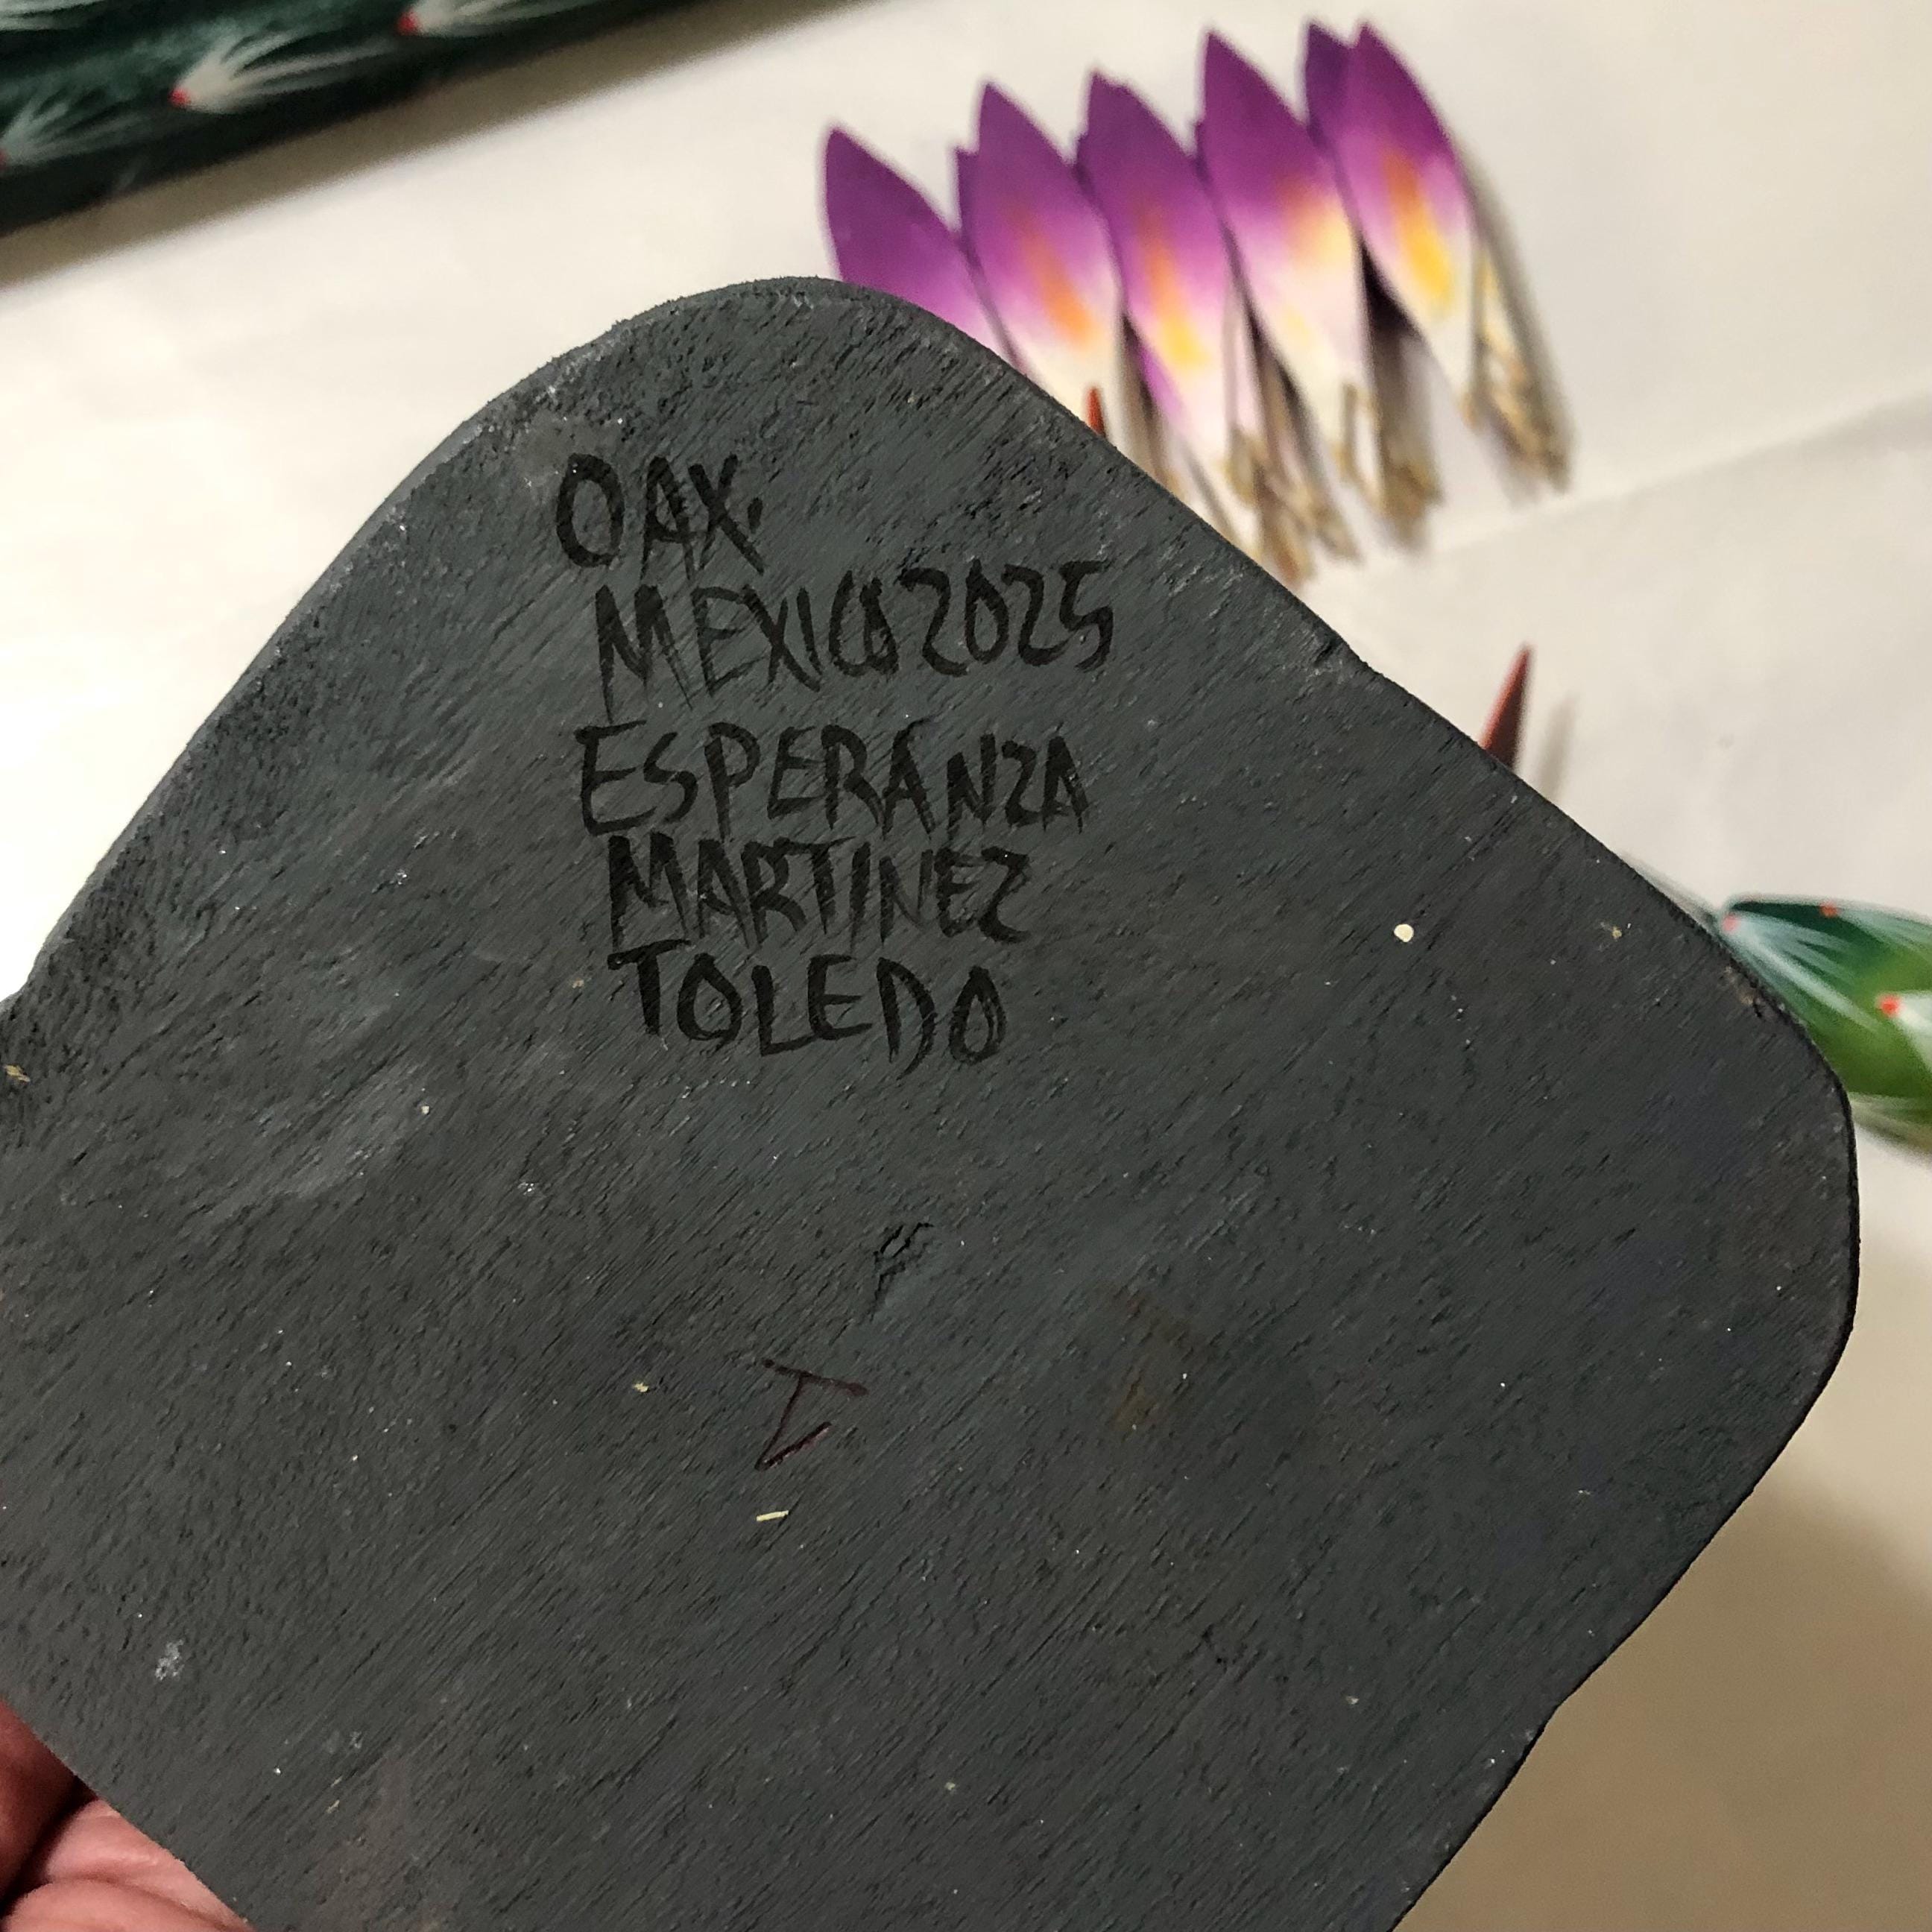 OAX.
MEXICO 2025
ESPERANZA
MARTINEZ
TOLEDO
I